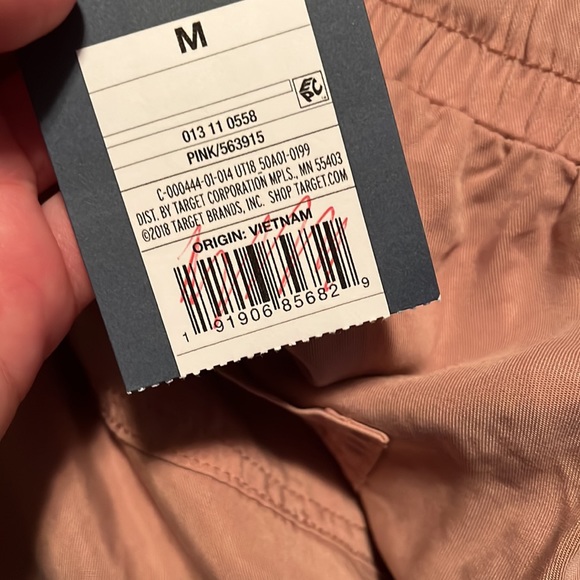 M
EPC
013 11 0558
PINK/563915
C-000444-01-014 UT18_50A01-0199
DIST. BY TARGET CORPORATION MPLS., MN 55403
©2018 TARGET BRANDS, INC. SHOP TARGET.COM
ORIGIN: VIETNAM
1 91906 85682 9